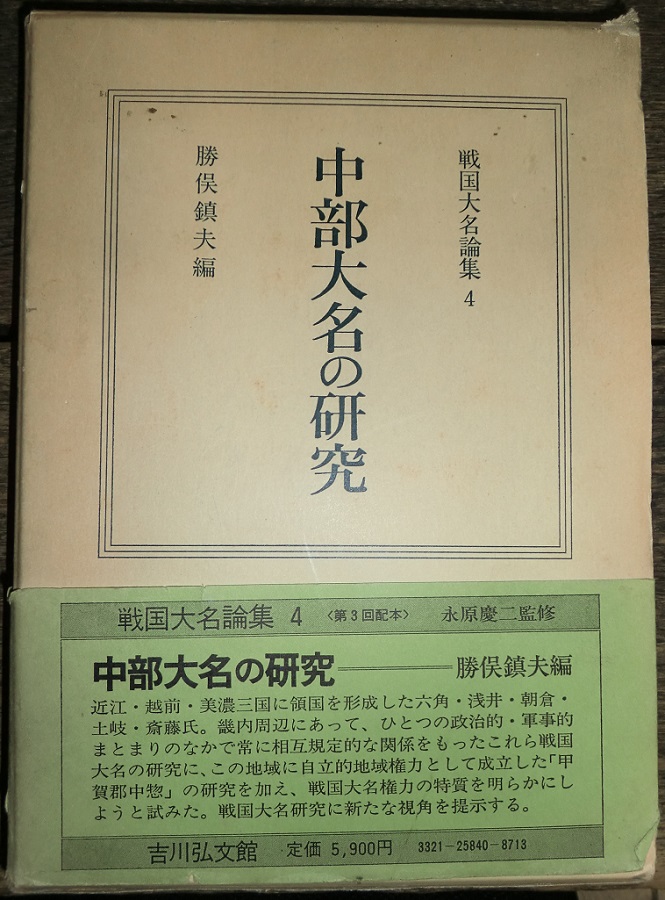 戦国大名論集 4
中部大名の研究
勝俣鎮夫編
戦国大名論集 4 〈第3回配本〉 永原慶二監修
中部大名の研究――勝俣鎮夫編
近江・越前・美濃三国に領国を形成した六角・浅井・朝倉・
土岐・斎藤氏。畿内周辺にあって、ひとつの政治的・軍事的
まとまりのなかで常に相互規定的な関係をもったこれら戦国
大名の研究に、この地域に自立的地域権力として成立した「甲
賀郡中惣」の研究を加え、戦国大名権力の特質を明らかにし
ようと試みた。戦国大名研究に新たな視角を提示する。
吉川弘文館 定価 5,900円 3321-25840-8713